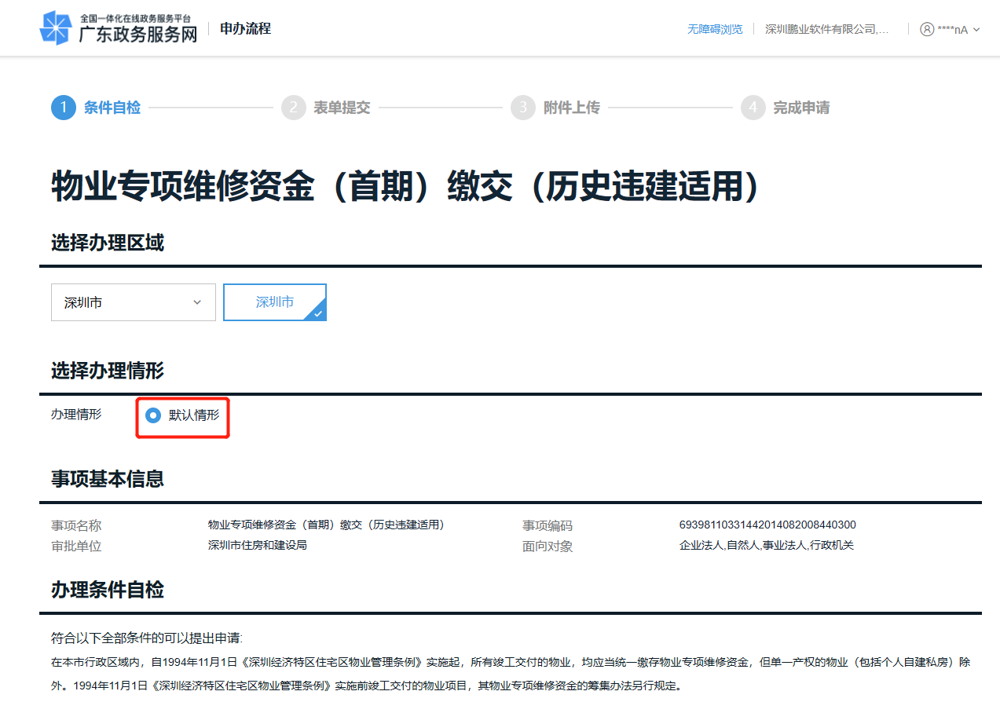 全国一体化在线政务服务平台
广东政务服务网
申办流程
无障碍浏览
深圳鹏业软件有限公司,...
****nA
1 条件自检
2 表单提交
3 附件上传
4 完成申请
物业专项维修资金（首期）缴交（历史违建适用）
选择办理区域
深圳市
深圳市
选择办理情形
办理情形
默认情形
事项基本信息
事项名称 物业专项维修资金（首期）缴交（历史违建适用） 事项编码 693981103314420140820084403​00
审批单位 深圳市住房和建设局 面向对象 企业法人,自然人,事业法人,行政机关
办理条件自检
符合以下全部条件的可以提出申请:
在本市行政区域内，自1994年11月1日《深圳经济特区住宅区物业管理条例》实施起，所有竣工交付的物业，均应当统一缴存物业专项维修资金，但单一产权的物业（包括个人自建私房）除
外。1994年11月1日《深圳经济特区住宅区物业管理条例》实施前竣工交付的物业项目，其物业专项维修资金的筹集办法另行规定。